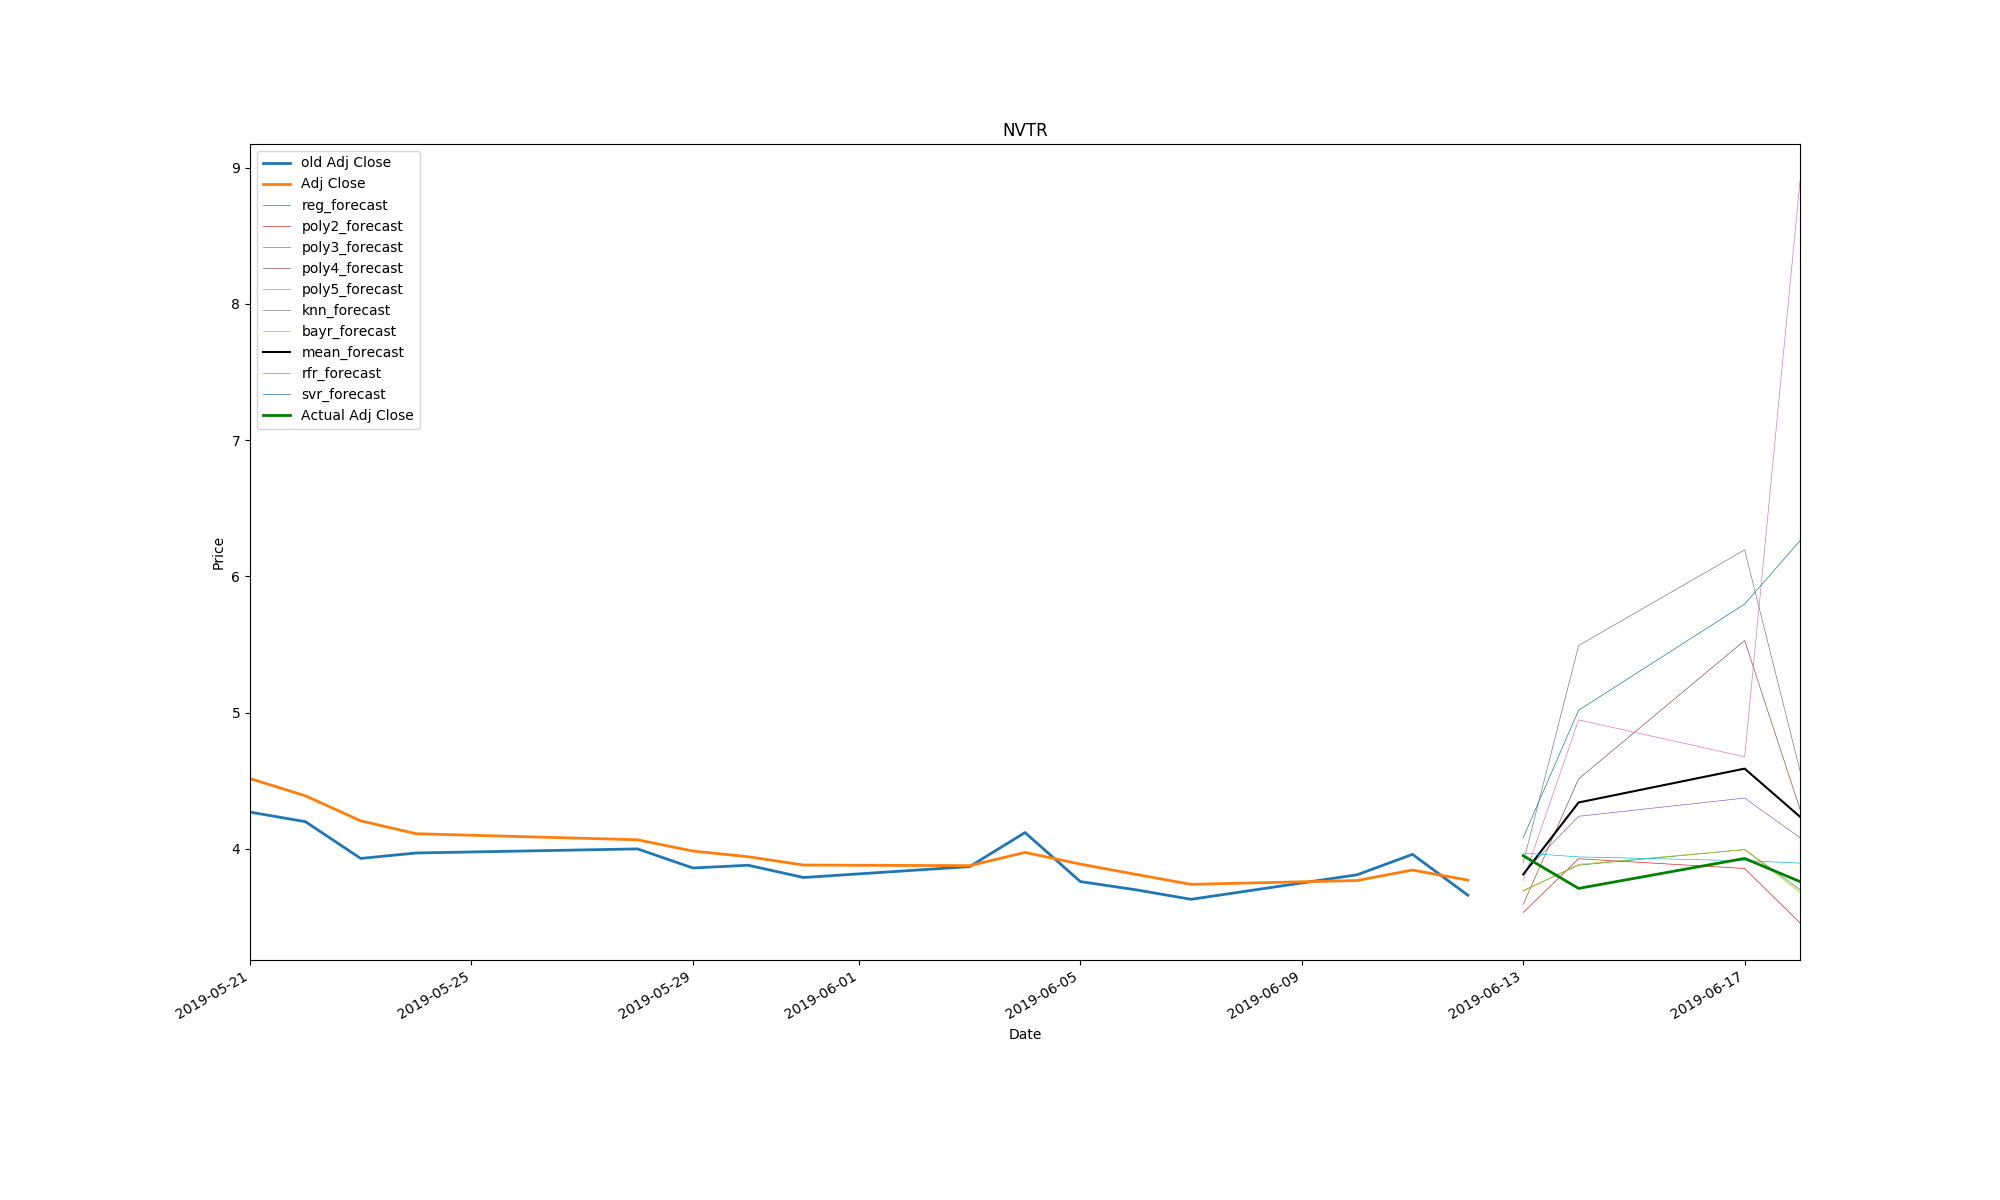 NVTR
old Adj Close
Adj Close
reg_forecast
poly2_forecast
poly3_forecast
poly4_forecast
poly5_forecast
knn_forecast
bayr_forecast
mean_forecast
rfr_forecast
svr_forecast
Actual Adj Close
9
8
7
6
5
4
Price
2019-05-21
2019-05-25
2019-05-29
2019-06-01
2019-06-05
2019-06-09
2019-06-13
2019-06-17
Date